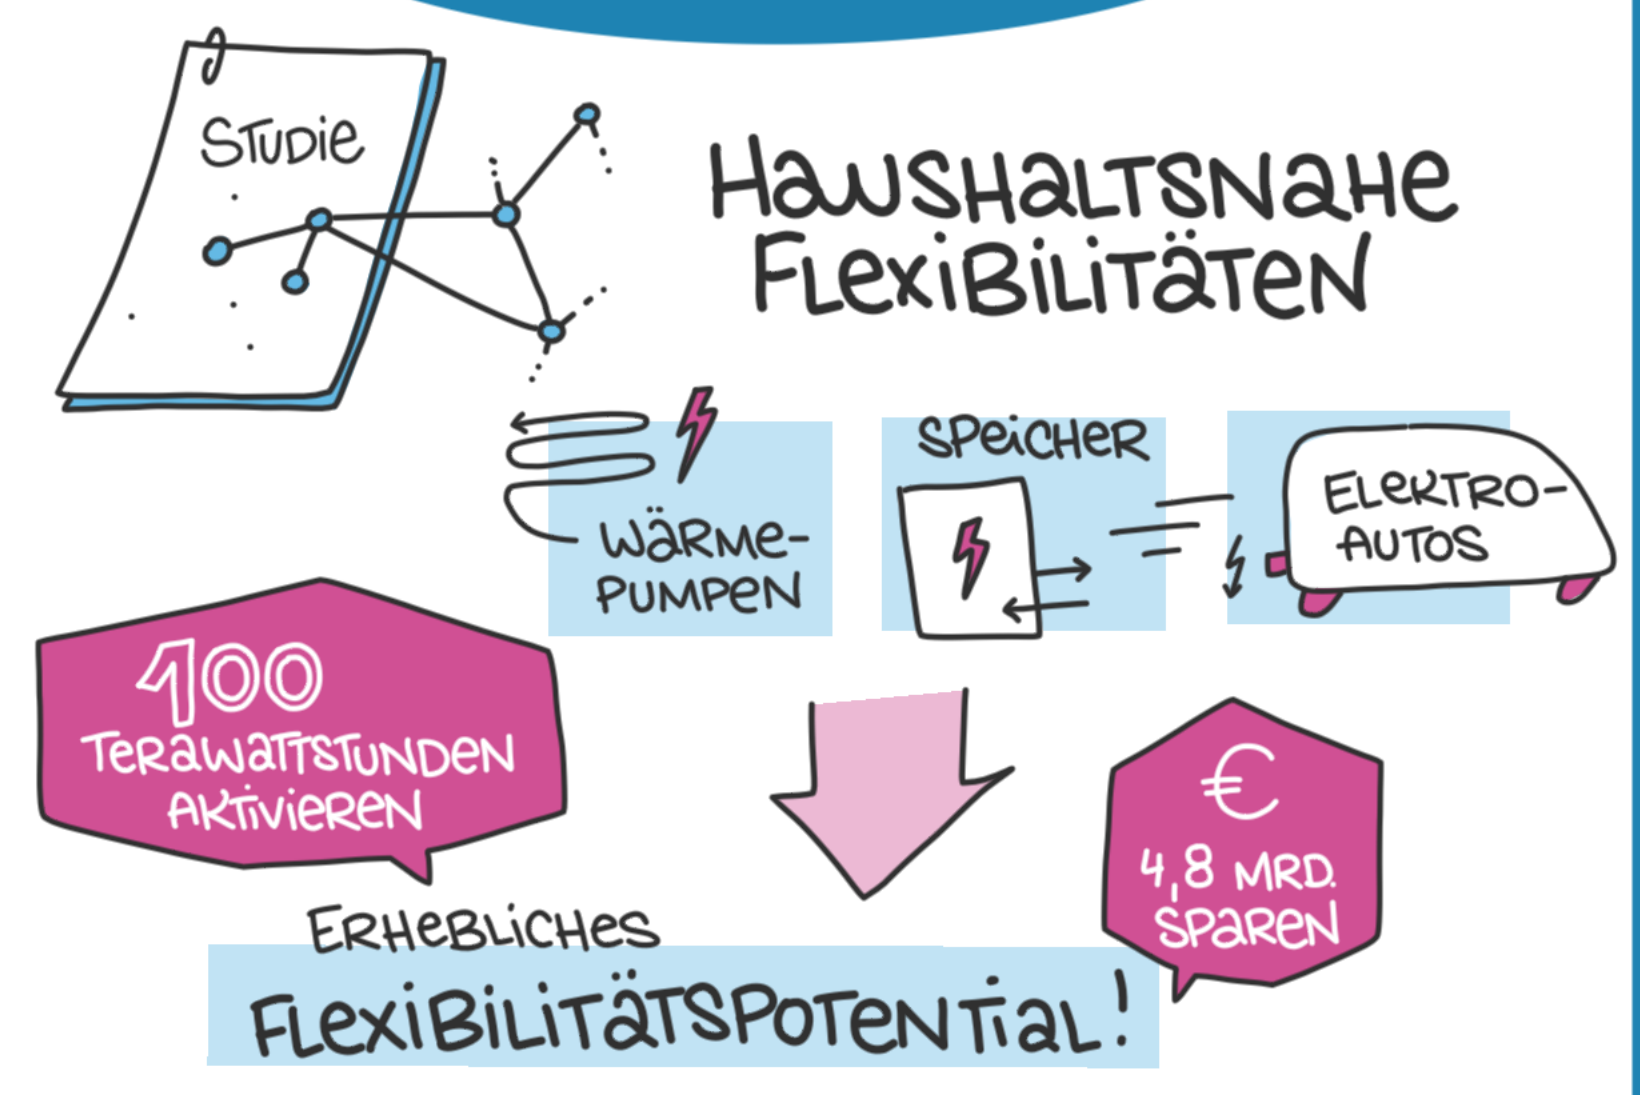 Studie
Haushaltsnahe
Flexibilitäten
Wärme-
pumpen
Speicher
Elektro-
autos
100
Terawattstunden
aktivieren
€
4,8 Mrd.
sparen
Erhebliches
Flexibilitätspotential!